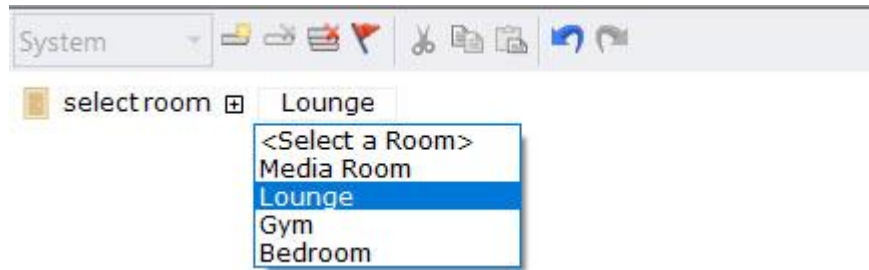 System
select room Lounge
<Select a Room>
Media Room
Lounge
Gym
Bedroom